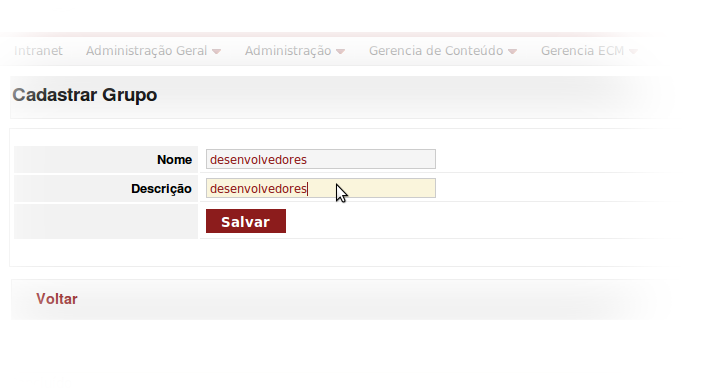 Intranet Administração Geral Administração Gerencia de Conteúdo Gerencia ECM
Cadastrar Grupo
Nome desenvolvedores
Descrição desenvolvedores
Salvar
Voltar